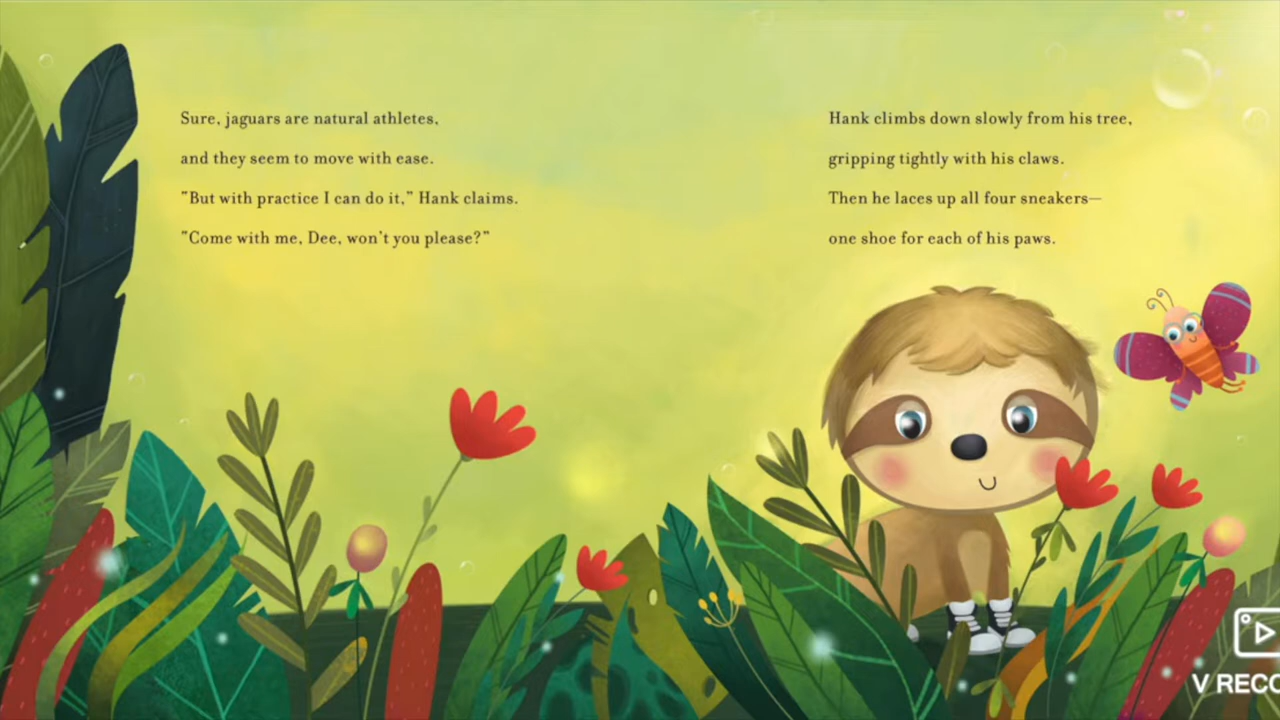 Sure, jaguars are natural athletes,
and they seem to move with ease.
"But with practice I can do it," Hank claims.
"Come with me, Dee, won't you please?"
Hank climbs down slowly from his tree,
gripping tightly with his claws.
Then he laces up all four sneakers—
one shoe for each of his paws.
V RECO